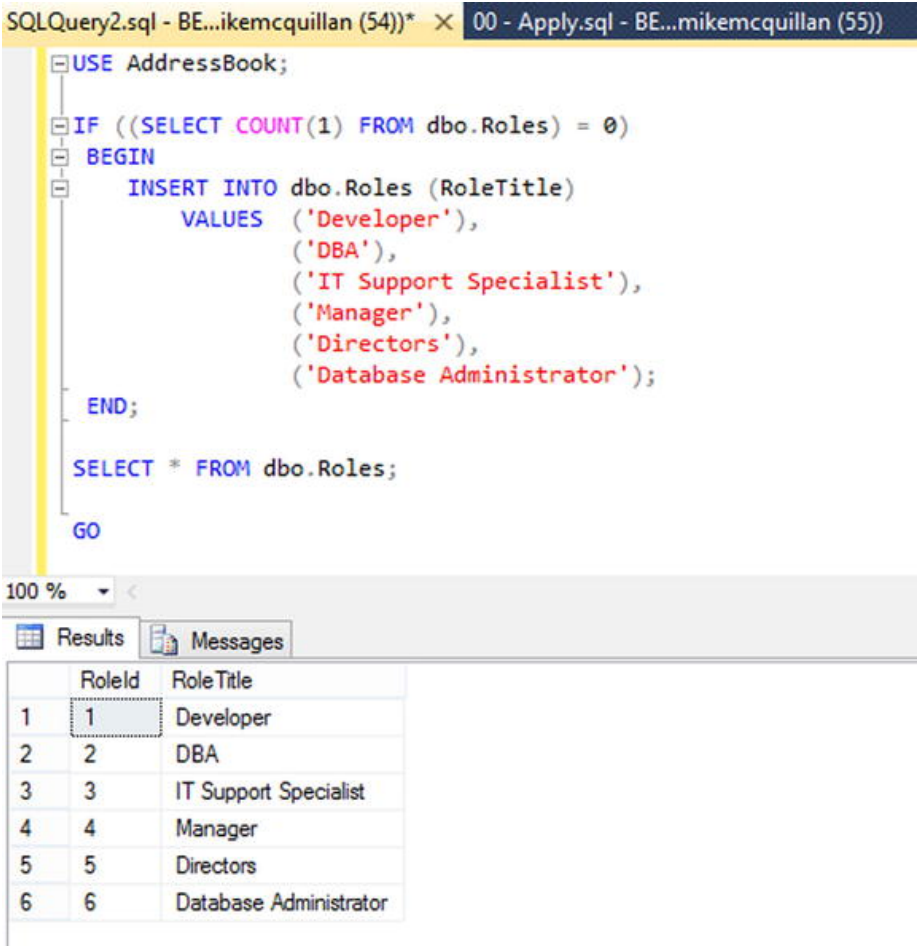 SQLQuery2.sql - BE...ikemcquillan (54))* ✕ 00 - Apply.sql - BE...mikemcquillan (55))
USE AddressBook;
IF ((SELECT COUNT(1) FROM dbo.Roles) = 0)
BEGIN
INSERT INTO dbo.Roles (RoleTitle)
VALUES ('Developer'),
('DBA'),
('IT Support Specialist'),
('Manager'),
('Directors'),
('Database Administrator');
END;
SELECT * FROM dbo.Roles;
GO
100 %
Results Messages
RoleId RoleTitle
1 1 Developer
2 2 DBA
3 3 IT Support Specialist
4 4 Manager
5 5 Directors
6 6 Database Administrator